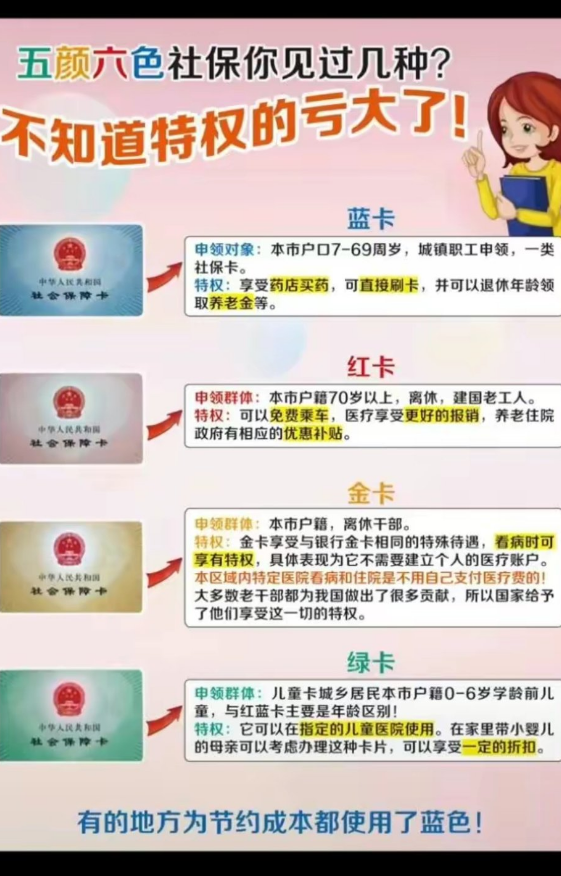 五颜六色社保你见过几种？
不知道特权的亏大了！
蓝卡
中华人民共和国
社会保障卡
申领对象：本市户口7-69周岁，城镇职工申领，一类
社保卡。
特权：享受药店买药，可直接刷卡，并可以退休年龄领
取养老金等。
红卡
中华人民共和国
社会保障卡
申领群体：本市户籍70岁以上，离休，建国老工人。
特权：可以免费乘车，医疗享受更好的报销，养老住院
政府有相应的优惠补贴。
金卡
中华人民共和国
社会保障卡
申领群体：本市户籍，离休干部。
特权：金卡享受与银行金卡相同的特殊待遇，看病时可
享有特权，具体表现为它不需要建立个人的医疗账户。
本区域内特定医院看病和住院是不用自己支付医疗费的！
大多数老干部都为我国做出了很多贡献，所以国家给予
了他们享受这一切的特权。
绿卡
中华人民共和国
社会保障卡
申领群体：儿童卡城乡居民本市户籍0-6岁学龄前儿
童，与红蓝卡主要是年龄区别！
特权：它可以在指定的儿童医院使用。在家里带小婴儿
的母亲可以考虑办理这种卡片，可以享受一定的折扣。
有的地方为节约成本都使用了蓝色！